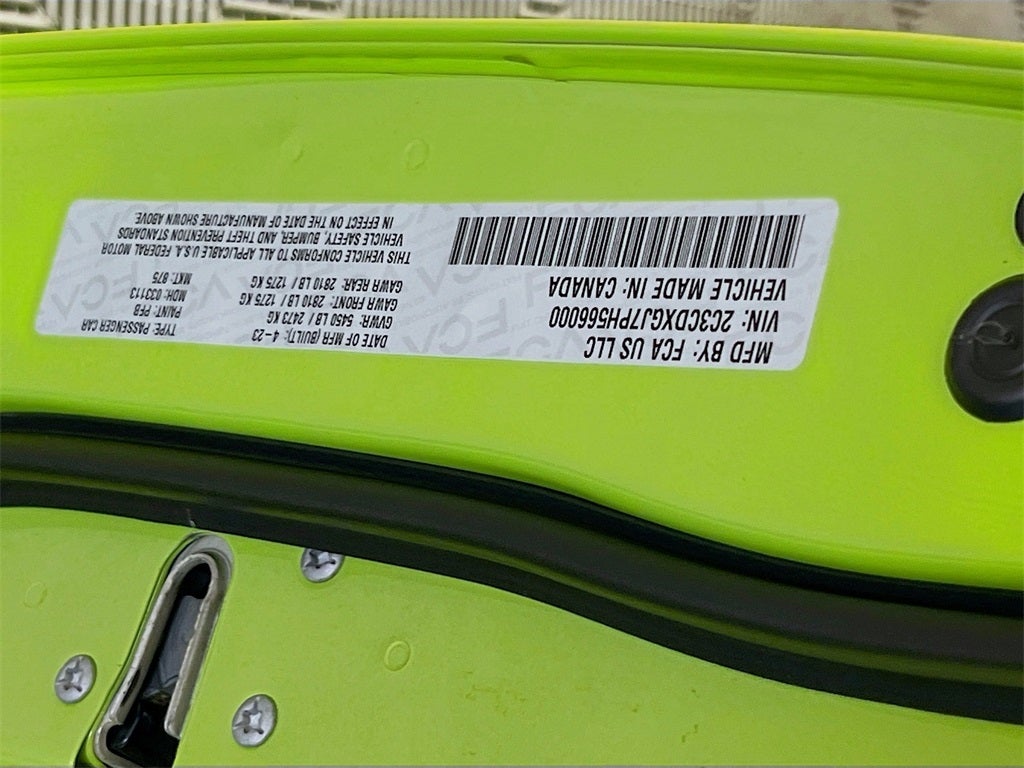 MFD BY: FCA US LLC
VIN: 2C3CDXGJ7PH566000
VEHICLE MADE IN: CANADA
DATE OF MFR (BUILT): 4-23
GVWR: 5450 LB / 2473 KG
GAWR FRONT: 2810 LB / 1275 KG
GAWR REAR: 2810 LB / 1275 KG
TYPE: PASSENGER CAR
PAINT: PFB
MDH: 033113
MKT: 875
THIS VEHICLE CONFORMS TO ALL APPLICABLE U.S.A. FEDERAL MOTOR
VEHICLE SAFETY, BUMPER, AND THEFT PREVENTION STANDARDS
IN EFFECT ON THE DATE OF MANUFACTURE SHOWN ABOVE.